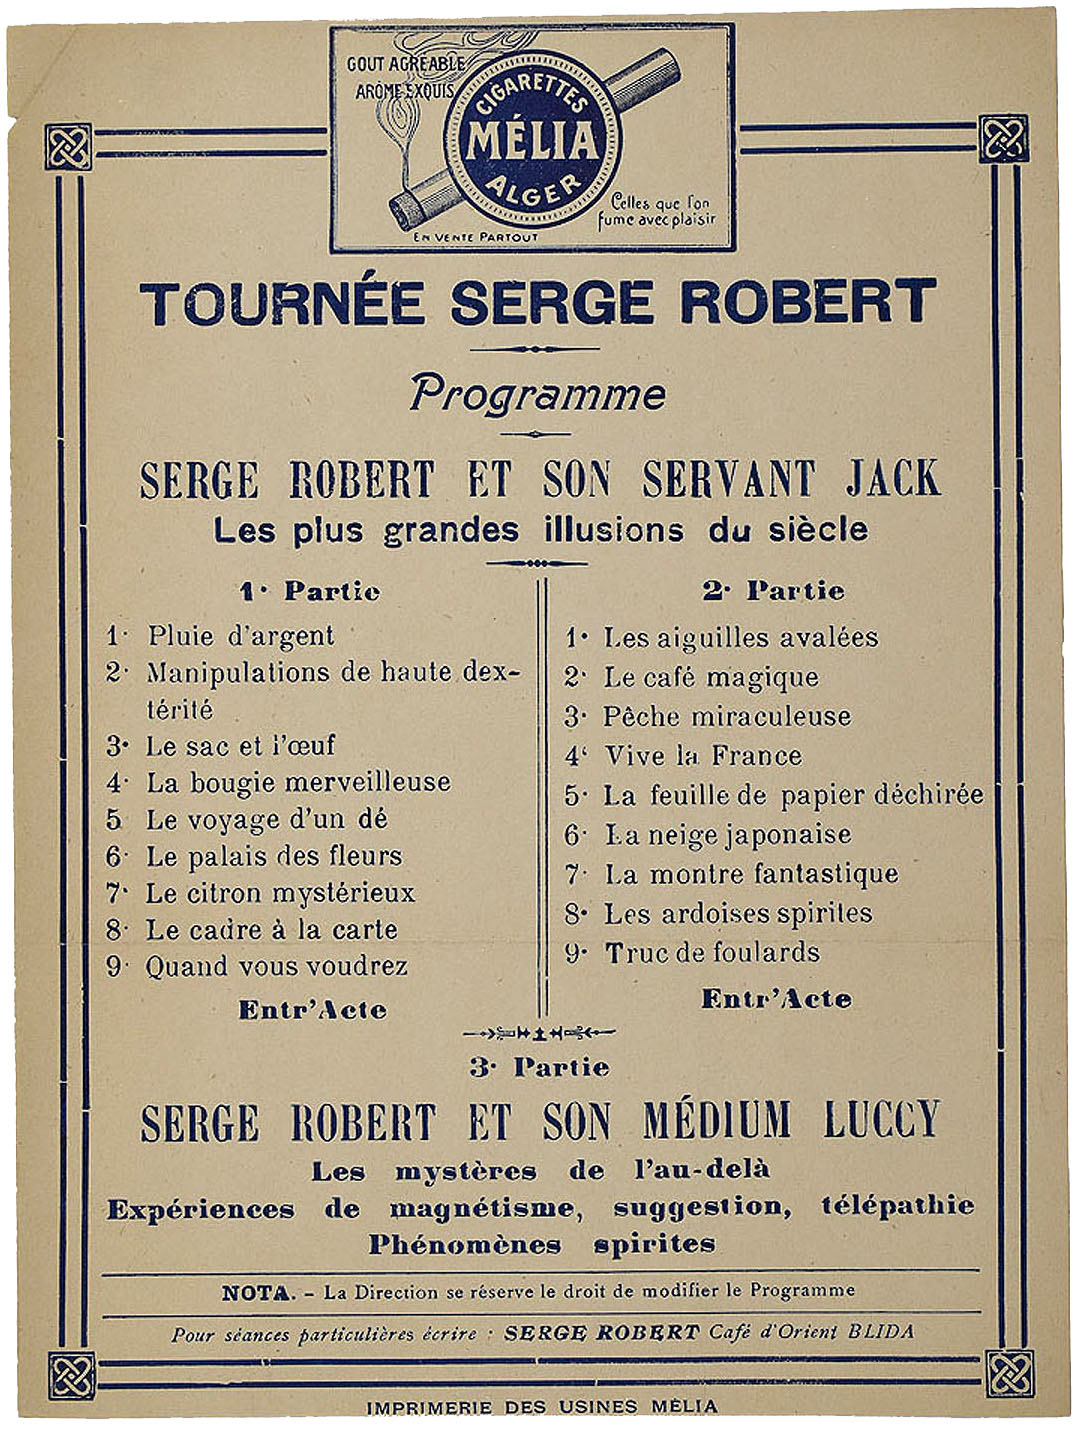 GOUT AGRÉABLE
ARÔME EXQUIS
CIGARETTES
MÉLIA
ALGER
Celles que l'on
fume avec plaisir
EN VENTE PARTOUT
TOURNÉE SERGE ROBERT
Programme
SERGE ROBERT ET SON SERVANT JACK
Les plus grandes illusions du siècle
1· Partie
1· Pluie d'argent
2· Manipulations de haute dex-
térité
3· Le sac et l'œuf
4· La bougie merveilleuse
5 Le voyage d'un dé
6· Le palais des fleurs
7· Le citron mystérieux
8· Le cadre à la carte
9· Quand vous voudrez
Entr'Acte
2· Partie
1· Les aiguilles avalées
2· Le café magique
3· Pêche miraculeuse
4· Vive la France
5· La feuille de papier déchirée
6· La neige japonaise
7· La montre fantastique
8· Les ardoises spirites
9· Truc de foulards
Entr'Acte
3· Partie
SERGE ROBERT ET SON MÉDIUM LUCCY
Les mystères de l'au-delà
Expériences de magnétisme, suggestion, télépathie
Phénomènes spirites
NOTA. – La Direction se réserve le droit de modifier le Programme
Pour séances particulières écrire : SERGE ROBERT Café d'Orient BLIDA
IMPRIMERIE DES USINES MÉLIA